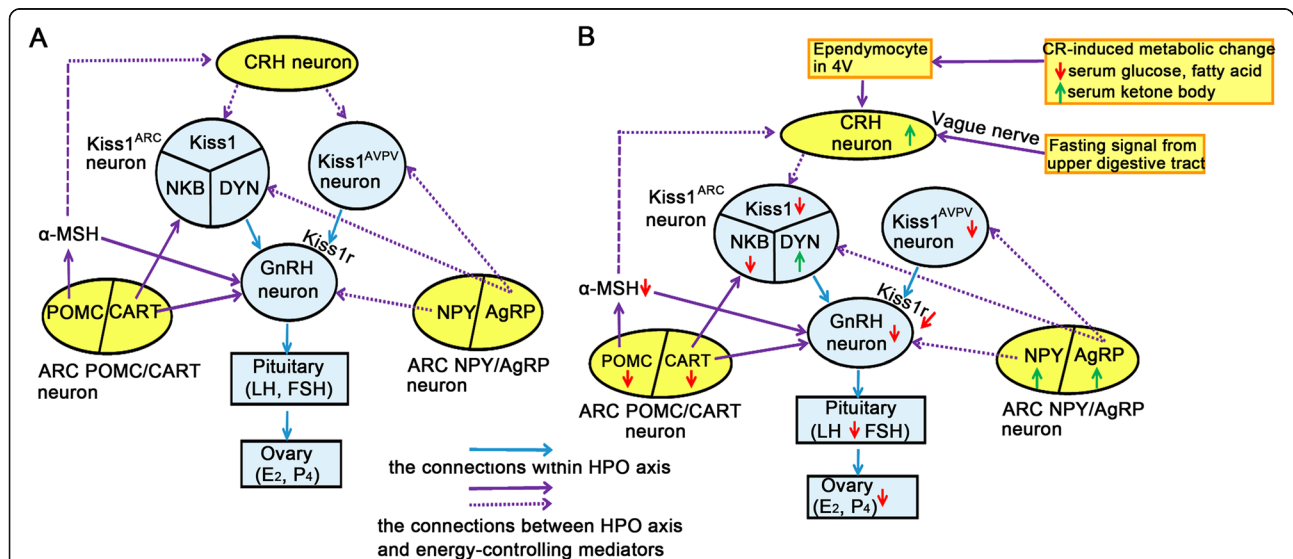 A
CRH neuron
Kiss1ARC
neuron
Kiss1
NKB
DYN
Kiss1AVPV
neuron
Kiss1r
α-MSH
GnRH
neuron
POMC
CART
NPY
AgRP
ARC POMC/CART
neuron
ARC NPY/AgRP
neuron
Pituitary
(LH, FSH)
Ovary
(E2, P4)
the connections within HPO axis
the connections between HPO axis
and energy-controlling mediators
B
Ependymocyte
in 4V
CR-induced metabolic change
↓ serum glucose, fatty acid
↑ serum ketone body
CRH
neuron ↑
Vague nerve
Fasting signal from
upper digestive tract
Kiss1ARC
neuron
Kiss1 ↓
NKB ↓
DYN ↑
Kiss1AVPV
neuron ↓
Kiss1r ↓
α-MSH ↓
GnRH
neuron ↓
POMC ↓
CART ↓
NPY ↑
AgRP ↑
ARC POMC/CART
neuron
ARC NPY/AgRP
neuron
Pituitary
(LH ↓ FSH)
Ovary
(E2, P4) ↓